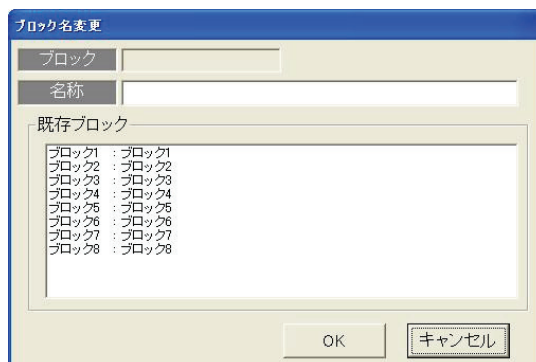 ブロック名変更
ブロック
名称
既存ブロック
ブロック1 : ブロック1
ブロック2 : ブロック2
ブロック3 : ブロック3
ブロック4 : ブロック4
ブロック5 : ブロック5
ブロック6 : ブロック6
ブロック7 : ブロック7
ブロック8 : ブロック8
OK キャンセル